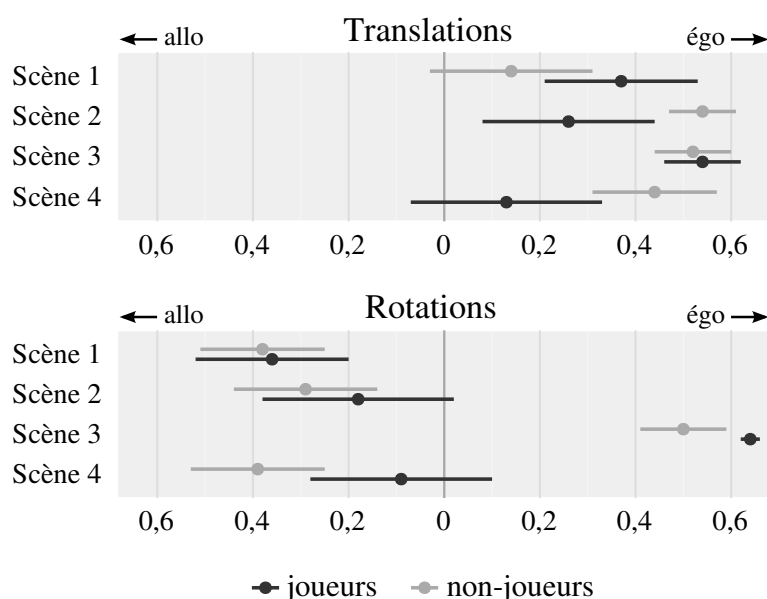 ← allo Translations égo →
Scène 1
Scène 2
Scène 3
Scène 4
0,6 0,4 0,2 0 0,2 0,4 0,6
← allo Rotations égo →
Scène 1
Scène 2
Scène 3
Scène 4
0,6 0,4 0,2 0 0,2 0,4 0,6
joueurs non-joueurs